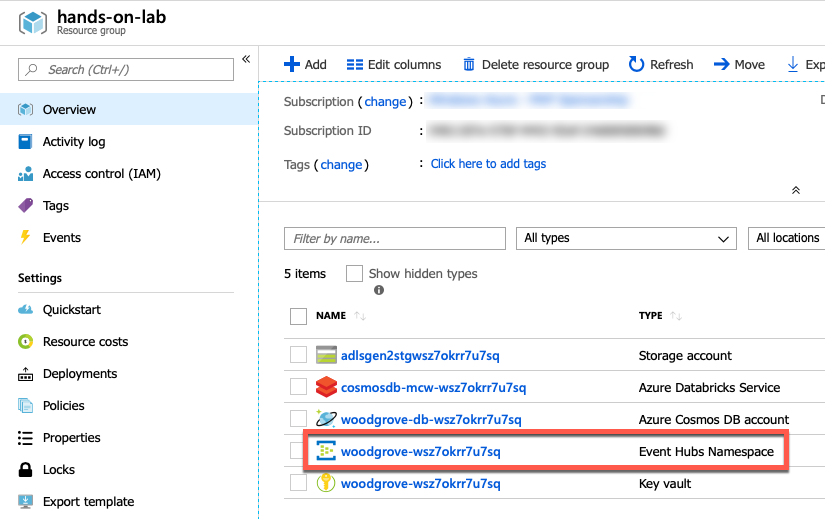 hands-on-lab
Resource group
Search (Ctrl+/)
«
Overview
Activity log
Access control (IAM)
Tags
Events
Settings
Quickstart
Resource costs
Deployments
Policies
Properties
Locks
Export template
Add Edit columns Delete resource group Refresh Move Exp
Subscription (change) :
Subscription ID :
Tags (change) : Click here to add tags
Filter by name... All types All locations
5 items Show hidden types
NAME TYPE
adlsgen2stgwsz7okrr7u7sq Storage account
cosmosdb-mcw-wsz7okrr7u7sq Azure Databricks Service
woodgrove-db-wsz7okrr7u7sq Azure Cosmos DB account
woodgrove-wsz7okrr7u7sq Event Hubs Namespace
woodgrove-wsz7okrr7u7sq Key vault